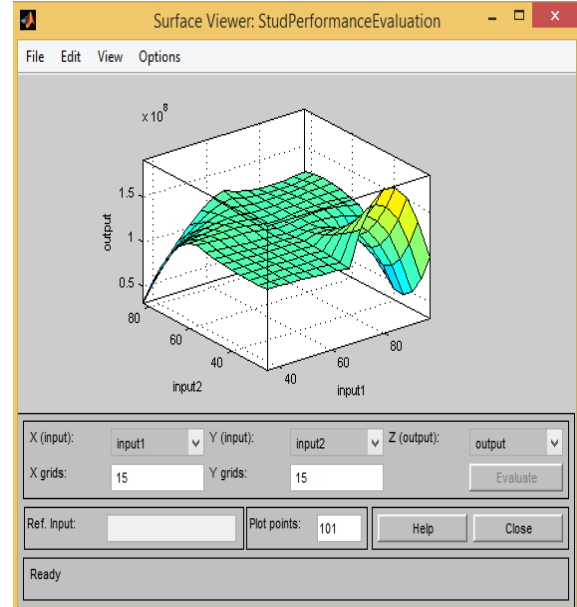 Surface Viewer: StudPerformanceEvaluation
File Edit View Options
x 10^8
1.5
1
0.5
output
80
60
40
input2
40
60
80
input1
X (input): input1 Y (input): input2 Z (output): output
X grids: 15 Y grids: 15 Evaluate
Ref. Input: Plot points: 101 Help Close
Ready